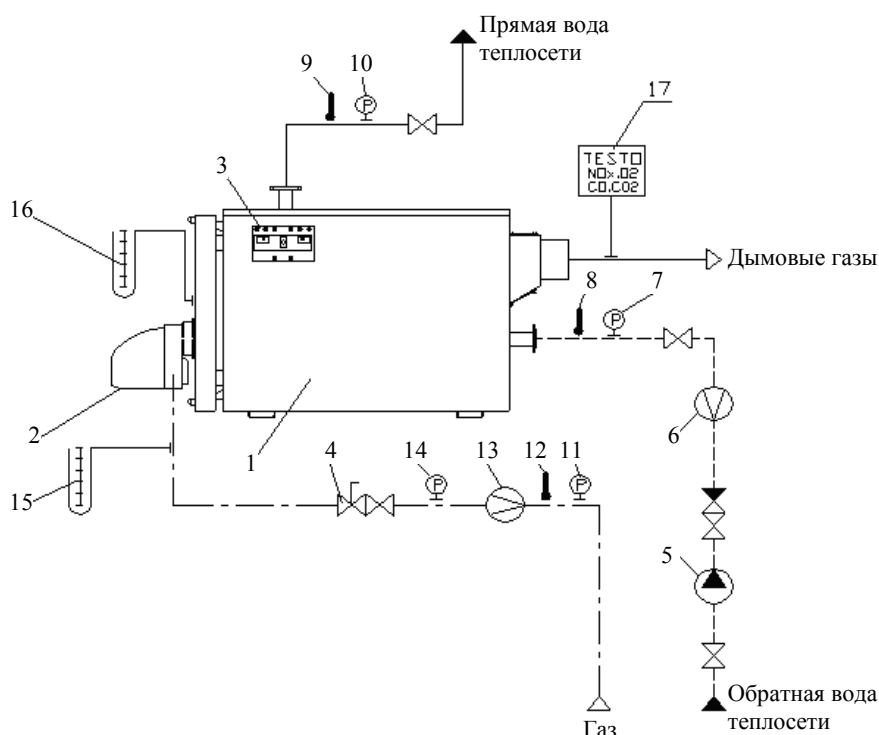 Прямая вода
теплосети
9
10
17
TESTO
NOx.O2
CO.CO2
3
16
Дымовые газы
8
7
2
1
6
4
14
13
12
11
15
5
Обратная вода
теплосети
Газ
P
P
P
P